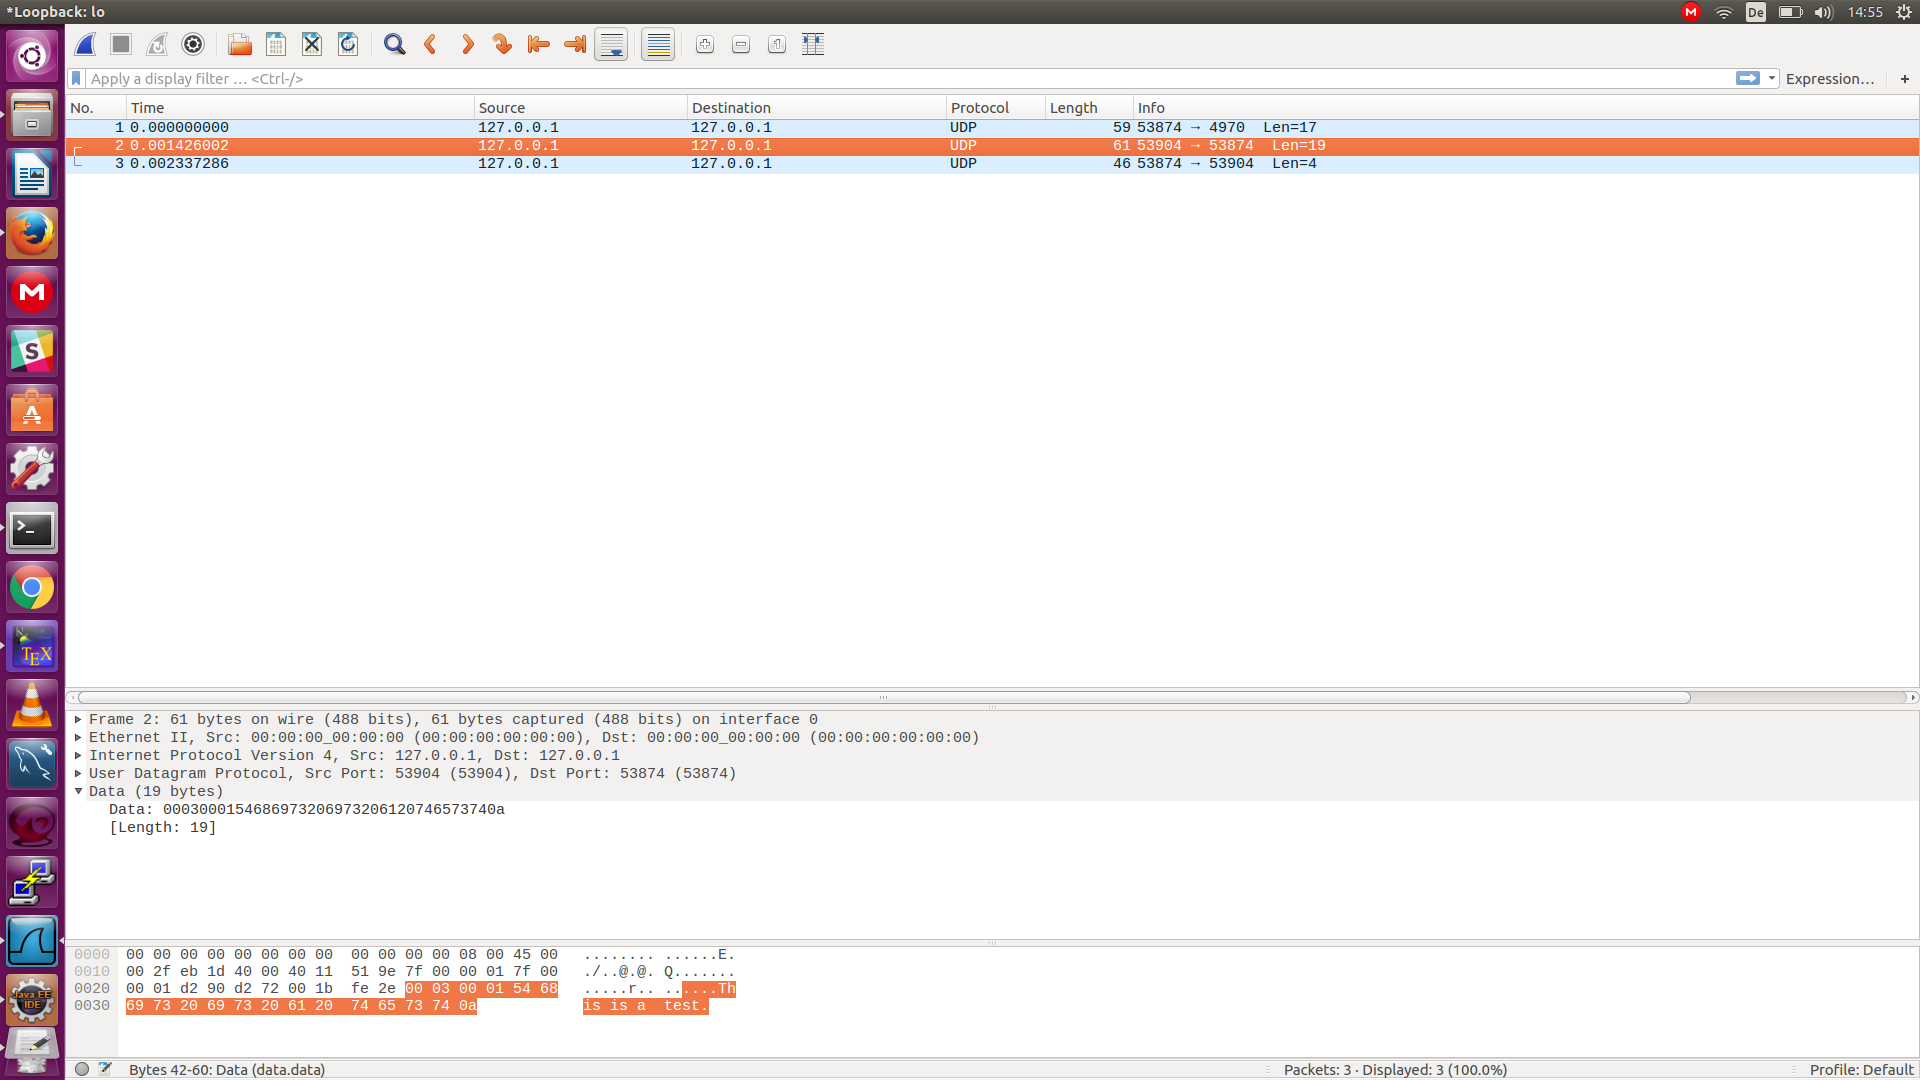 *Loopback: lo
De
14:55
Apply a display filter … <Ctrl-/>
Expression…
+
No. Time Source Destination Protocol Length Info
1 0.000000000 127.0.0.1 127.0.0.1 UDP 59 53874 → 4970 Len=17
2 0.001426002 127.0.0.1 127.0.0.1 UDP 61 53904 → 53874 Len=19
3 0.002337286 127.0.0.1 127.0.0.1 UDP 46 53874 → 53904 Len=4
Frame 2: 61 bytes on wire (488 bits), 61 bytes captured (488 bits) on interface 0
Ethernet II, Src: 00:00:00_00:00:00 (00:00:00:00:00:00), Dst: 00:00:00_00:00:00 (00:00:00:00:00:00)
Internet Protocol Version 4, Src: 127.0.0.1, Dst: 127.0.0.1
User Datagram Protocol, Src Port: 53904 (53904), Dst Port: 53874 (53874)
Data (19 bytes)
Data: 00030001546869732069732061207465737 40a
[Length: 19]
0000 00 00 00 00 00 00 00 00 00 00 00 00 08 00 45 00 ........ ......E.
0010 00 2f eb 1d 40 00 40 11 51 9e 7f 00 00 01 7f 00 ./..@.@. Q.......
0020 00 01 d2 90 d2 72 00 1b fe 2e 00 03 00 01 54 68 .....r.. ......Th
0030 69 73 20 69 73 20 61 20 74 65 73 74 0a is is a test.
Bytes 42-60: Data (data.data)
Packets: 3 · Displayed: 3 (100.0%)
Profile: Default
M
S
A
>_
TEX
Java EE
IDE